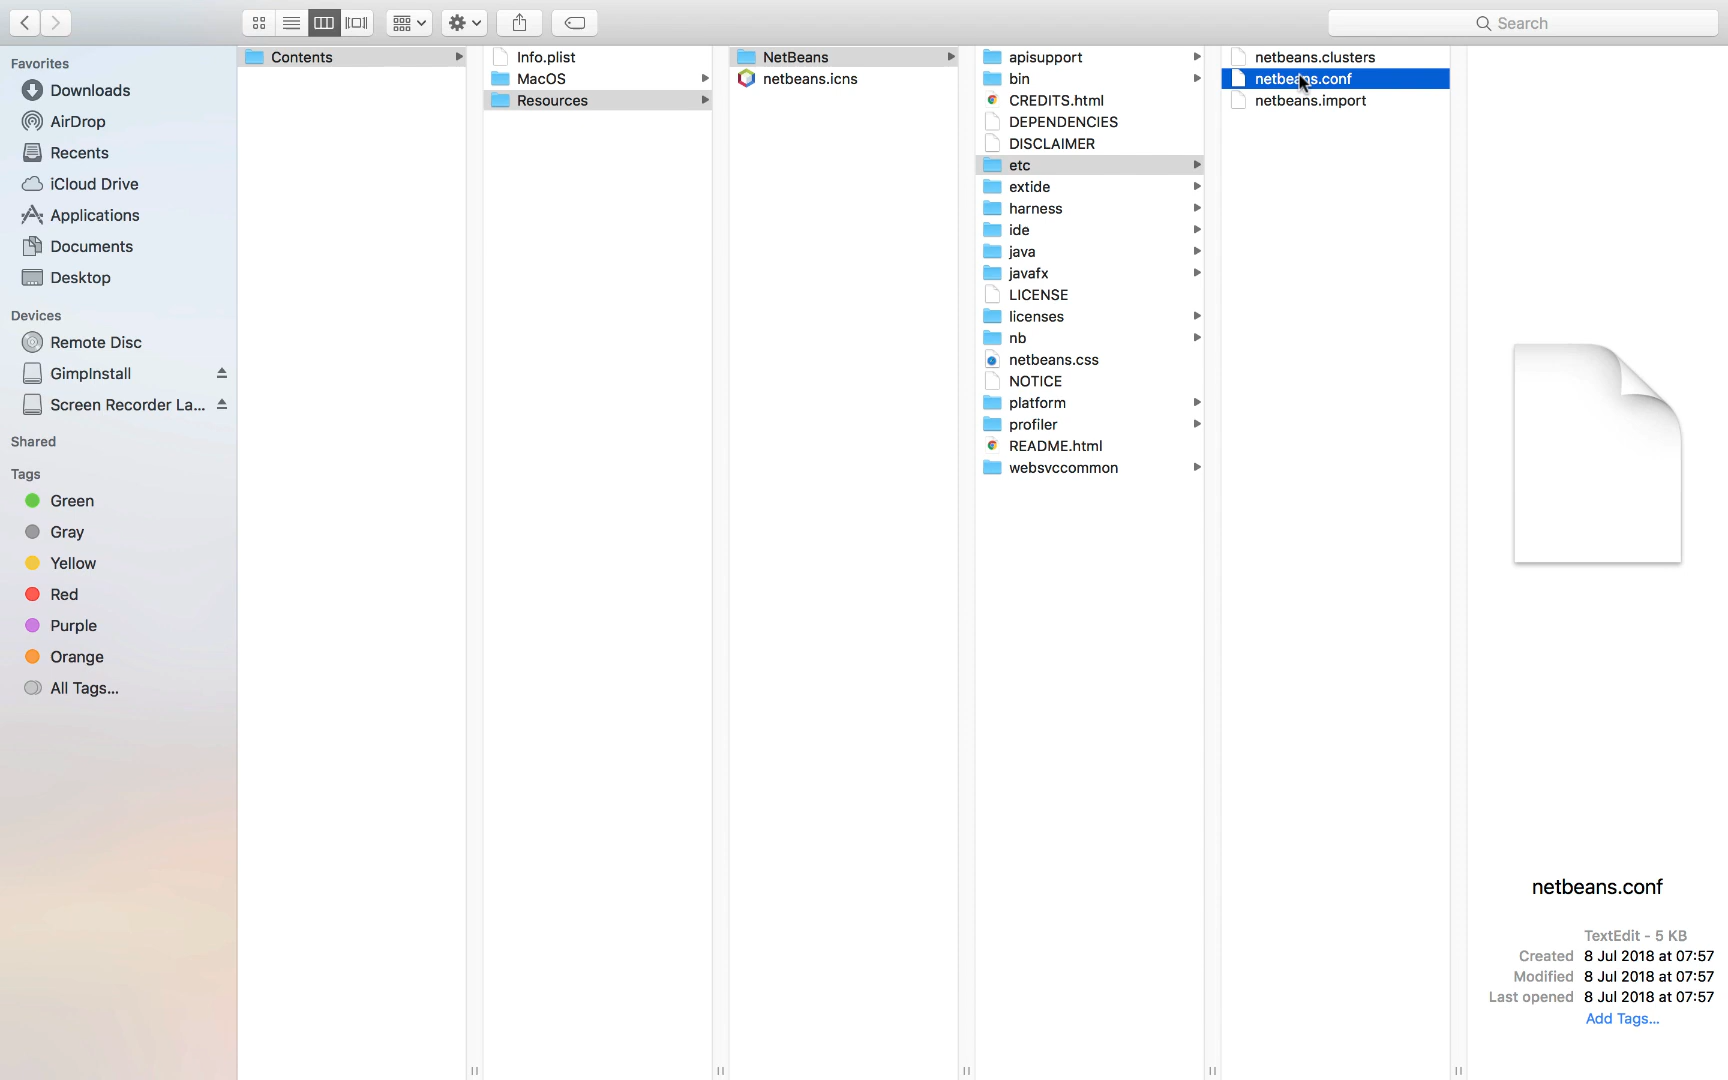 Search
Favorites
Downloads
AirDrop
Recents
iCloud Drive
Applications
Documents
Desktop
Devices
Remote Disc
GimpInstall
Screen Recorder La...
Shared
Tags
Green
Gray
Yellow
Red
Purple
Orange
All Tags...
Contents
Info.plist
MacOS
Resources
NetBeans
netbeans.icns
apisupport
bin
CREDITS.html
DEPENDENCIES
DISCLAIMER
etc
extide
harness
ide
java
javafx
LICENSE
licenses
nb
netbeans.css
NOTICE
platform
profiler
README.html
websvccommon
netbeans.clusters
netbeans.conf
netbeans.import
netbeans.conf
TextEdit - 5 KB
Created 8 Jul 2018 at 07:57
Modified 8 Jul 2018 at 07:57
Last opened 8 Jul 2018 at 07:57
Add Tags...